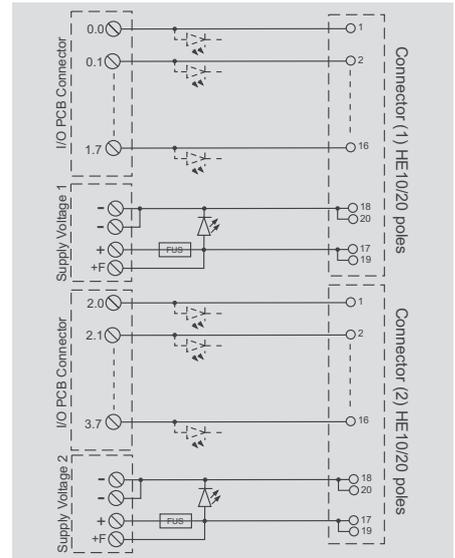 I/O PCB Connector
0.0
1
0.1
2
1.7
16
Connector (1) HE10/20 poles
Supply Voltage 1
-
18
-
20
+
FUS
17
+F
19
I/O PCB Connector
2.0
1
2.1
2
3.7
16
Connector (2) HE10/20 poles
Supply Voltage 2
-
18
-
20
+
FUS
17
+F
19